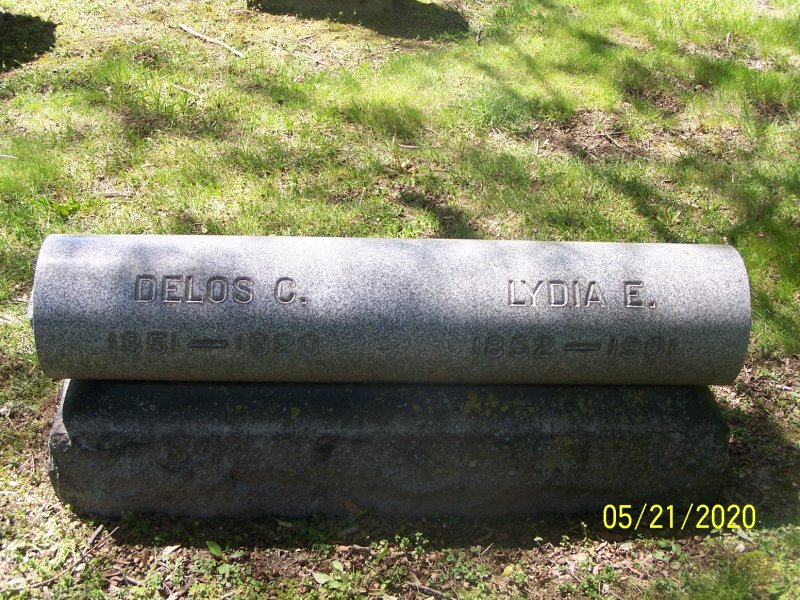 DELOS C. LYDIA E.
1851 — 1920 1852 — 1901
05/21/2020